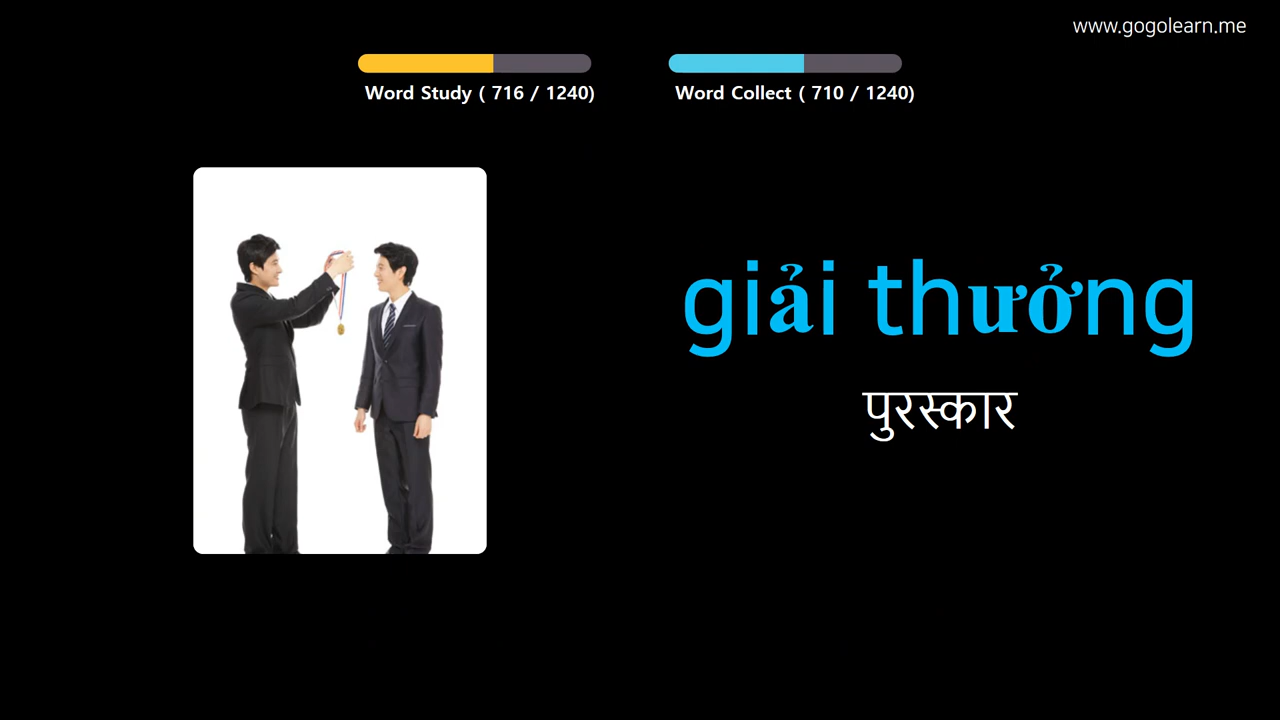 www.gogolearn.me
Word Study ( 716 / 1240)
Word Collect ( 710 / 1240)
giải thưởng
पुरस्कार